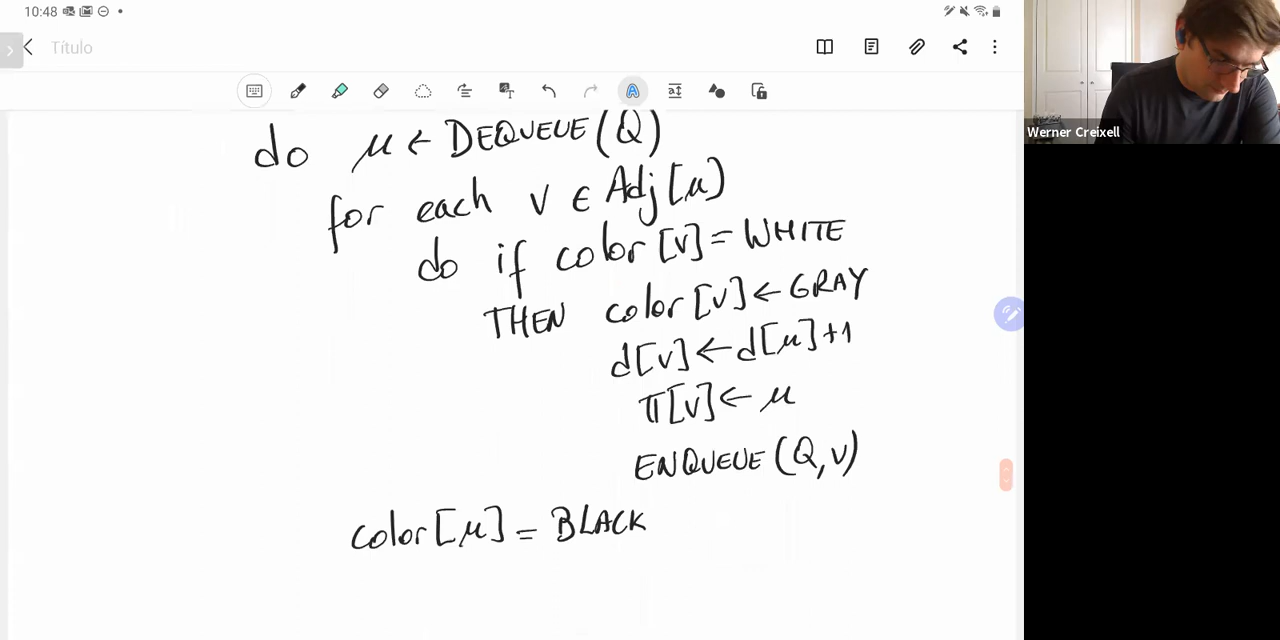 10:48
Título
do μ ← DEQUEUE(Q)
for each v ∈ Adj[μ]
do if color[v] = WHITE
THEN color[v] ← GRAY
d[v] ← d[μ]+1
π[v] ← μ
ENQUEUE(Q,v)
color[μ] = BLACK
Werner Creixell